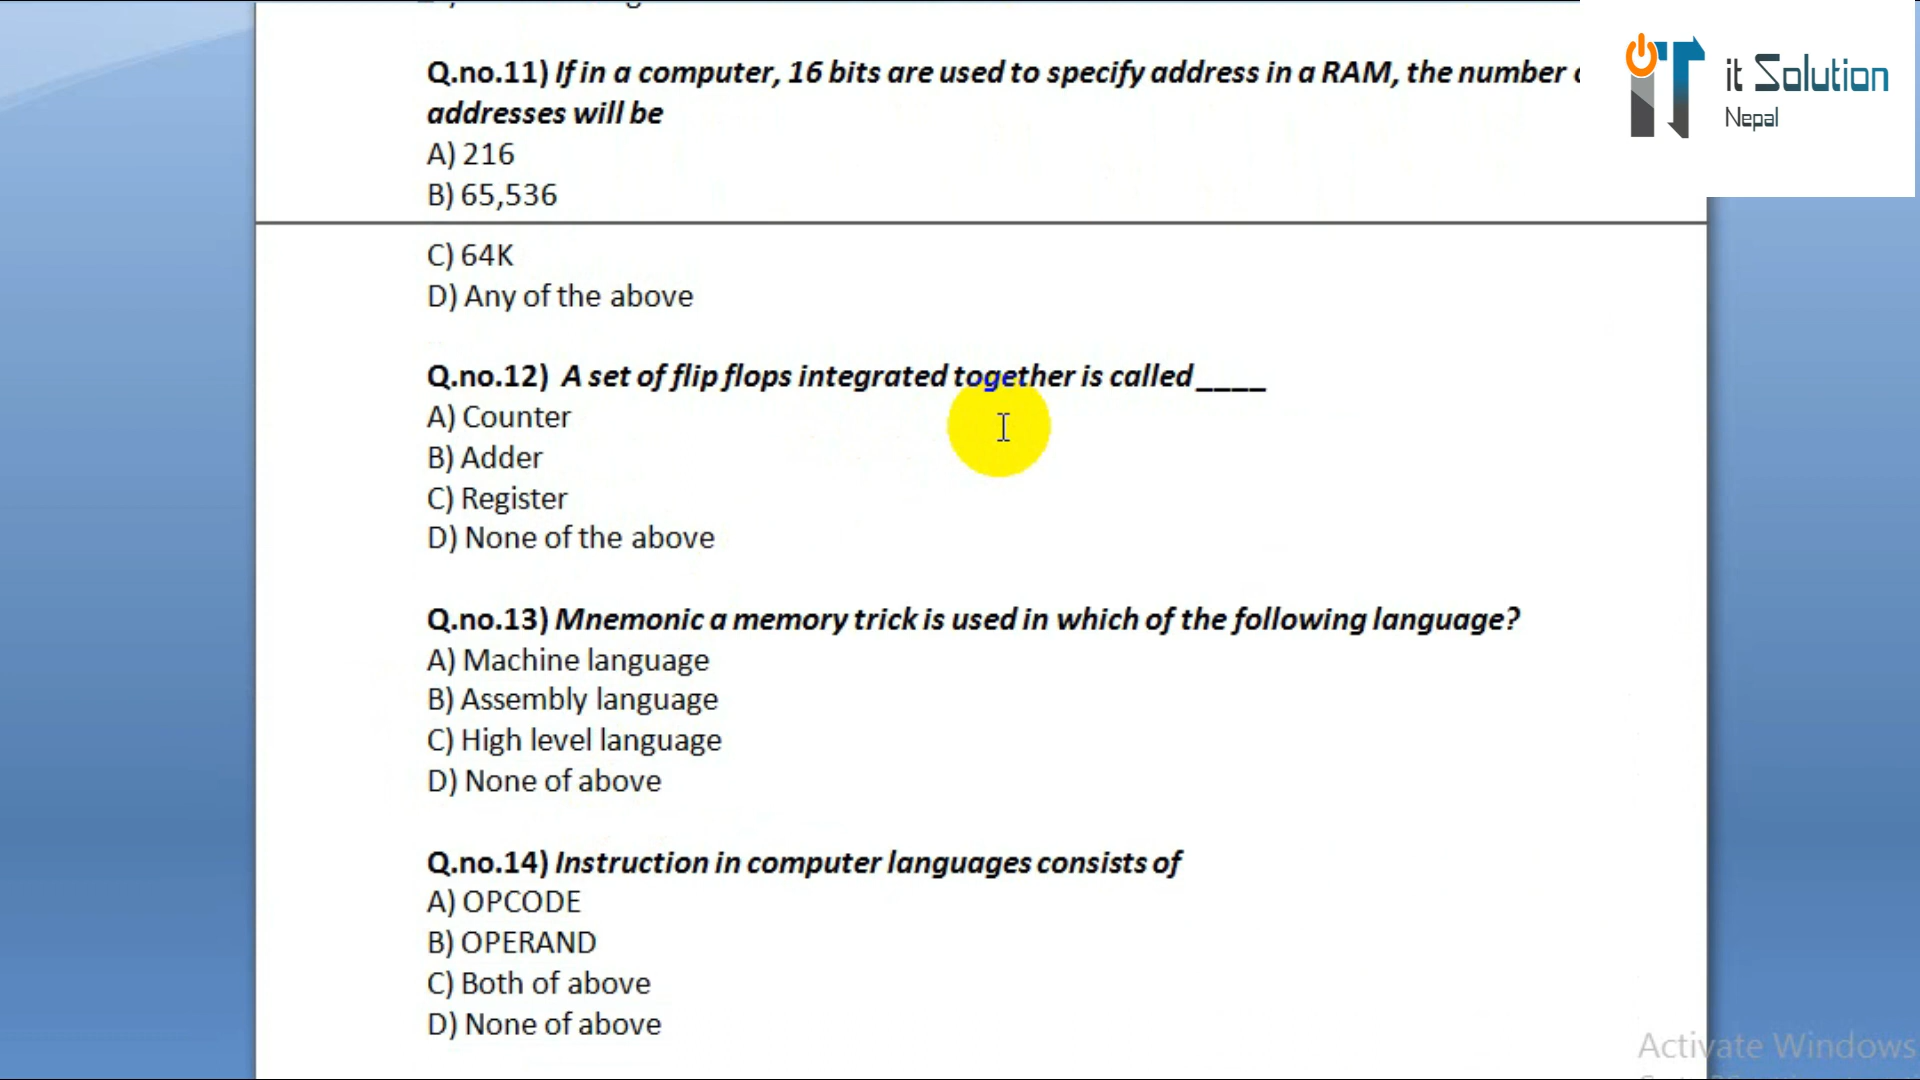 Q.no.11) If in a computer, 16 bits are used to specify address in a RAM, the number
addresses will be
A) 216
B) 65,536
C) 64K
D) Any of the above
Q.no.12) A set of flip flops integrated together is called ____
A) Counter
B) Adder
C) Register
D) None of the above
Q.no.13) Mnemonic a memory trick is used in which of the following language?
A) Machine language
B) Assembly language
C) High level language
D) None of above
Q.no.14) Instruction in computer languages consists of
A) OPCODE
B) OPERAND
C) Both of above
D) None of above
iT it Solution
Nepal
Activate Windows